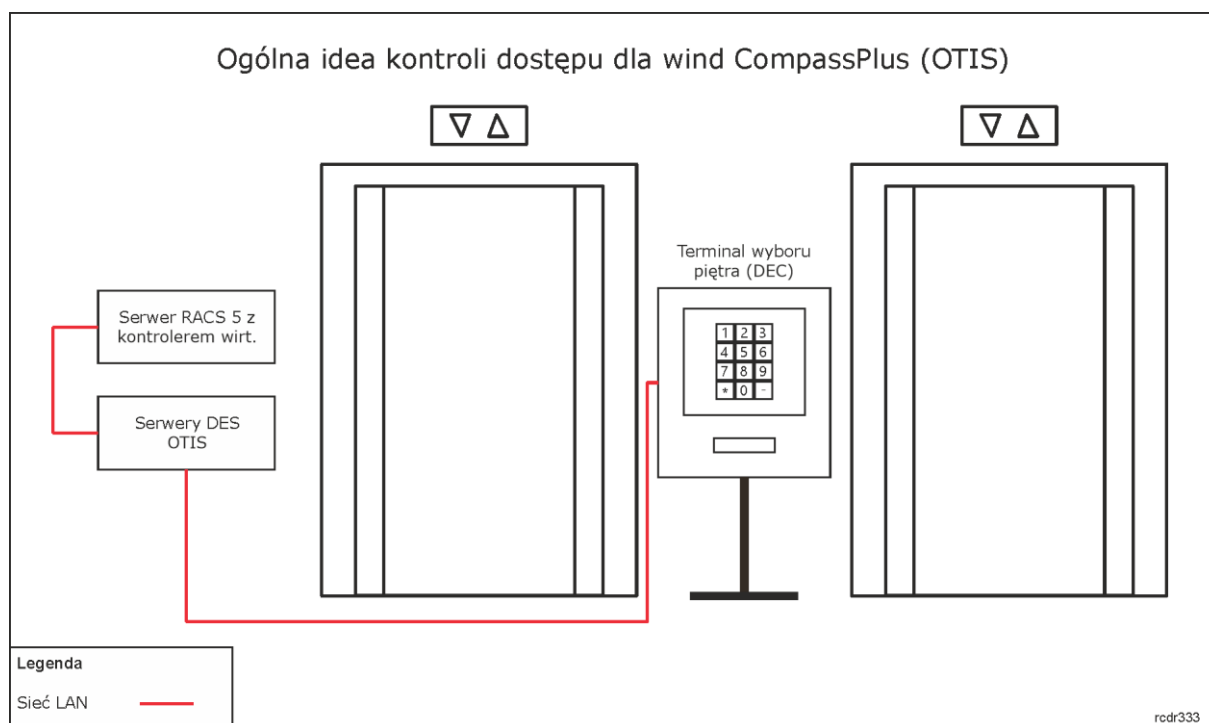 Ogólna idea kontroli dostępu dla wind CompassPlus (OTIS)
Terminal wyboru
piętra (DEC)
Serwer RACS 5 z
kontrolerem wirt.
Serwery DES
OTIS
1 2 3
4 5 6
7 8 9
* 0 -
Legenda
Sieć LAN
rcdr333